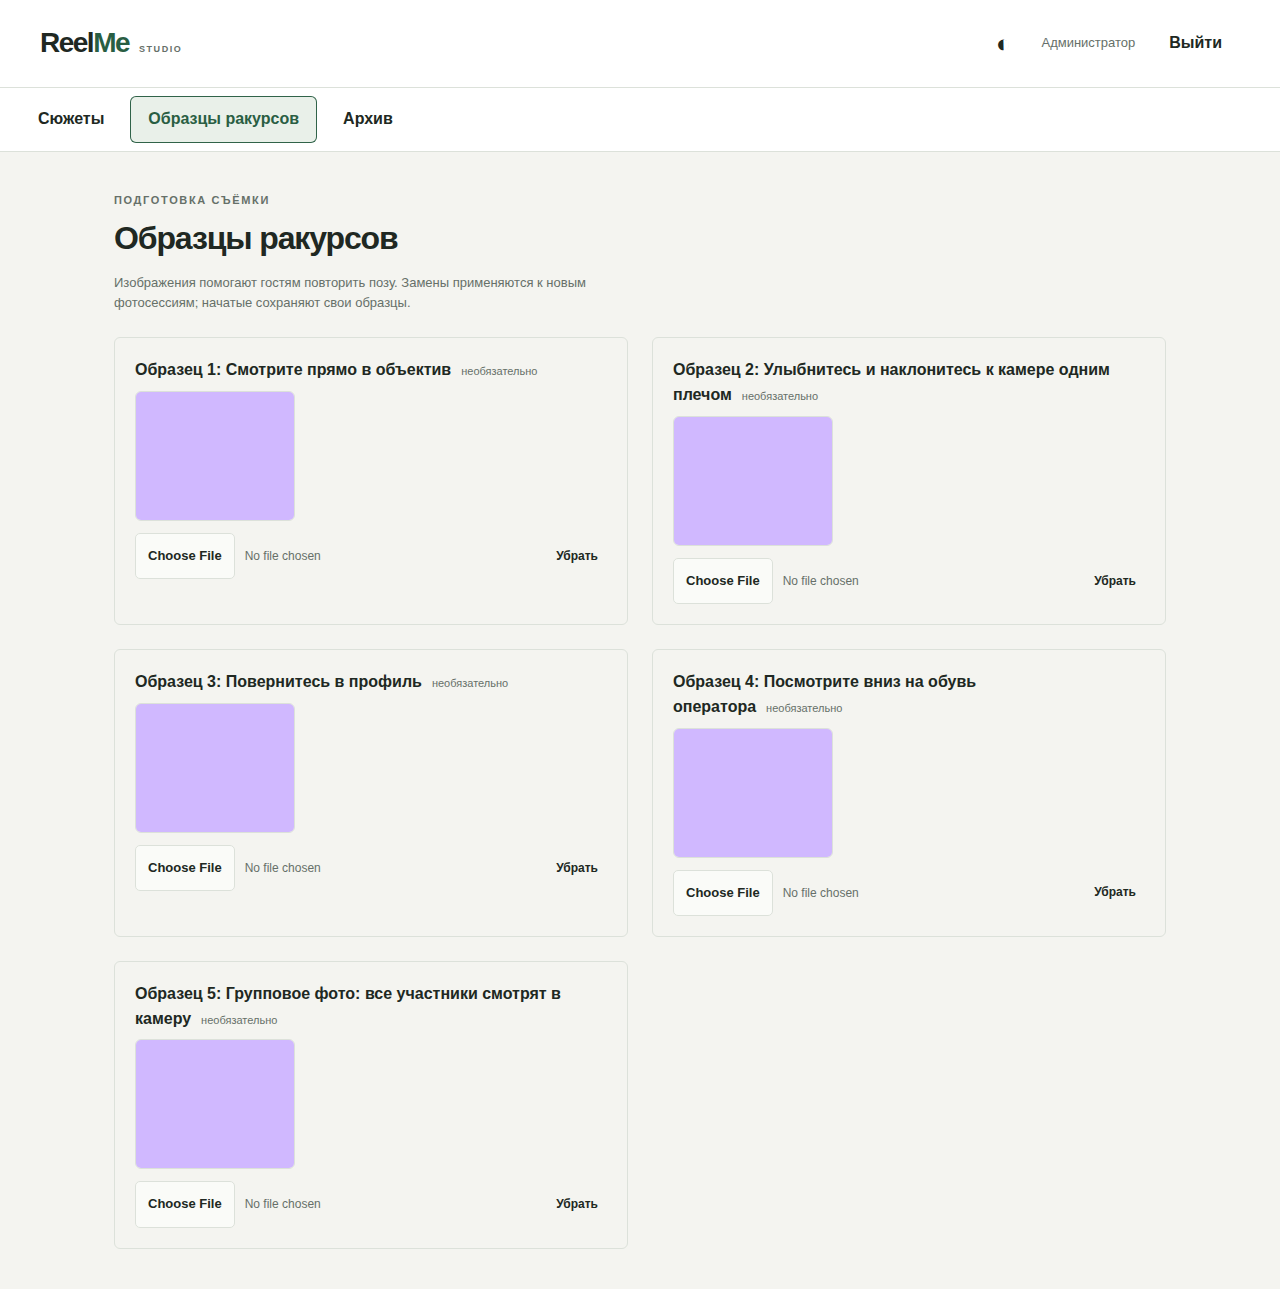 ReelMe STUDIO
Администратор
Выйти
Сюжеты
Образцы ракурсов
Архив
ПОДГОТОВКА СЪЁМКИ
Образцы ракурсов
Изображения помогают гостям повторить позу. Замены применяются к новым
фотосессиям; начатые сохраняют свои образцы.
Образец 1: Смотрите прямо в объектив необязательно
Choose File No file chosen
Убрать
Образец 2: Улыбнитесь и наклонитесь к камере одним
плечом необязательно
Choose File No file chosen
Убрать
Образец 3: Повернитесь в профиль необязательно
Choose File No file chosen
Убрать
Образец 4: Посмотрите вниз на обувь
оператора необязательно
Choose File No file chosen
Убрать
Образец 5: Групповое фото: все участники смотрят в
камеру необязательно
Choose File No file chosen
Убрать